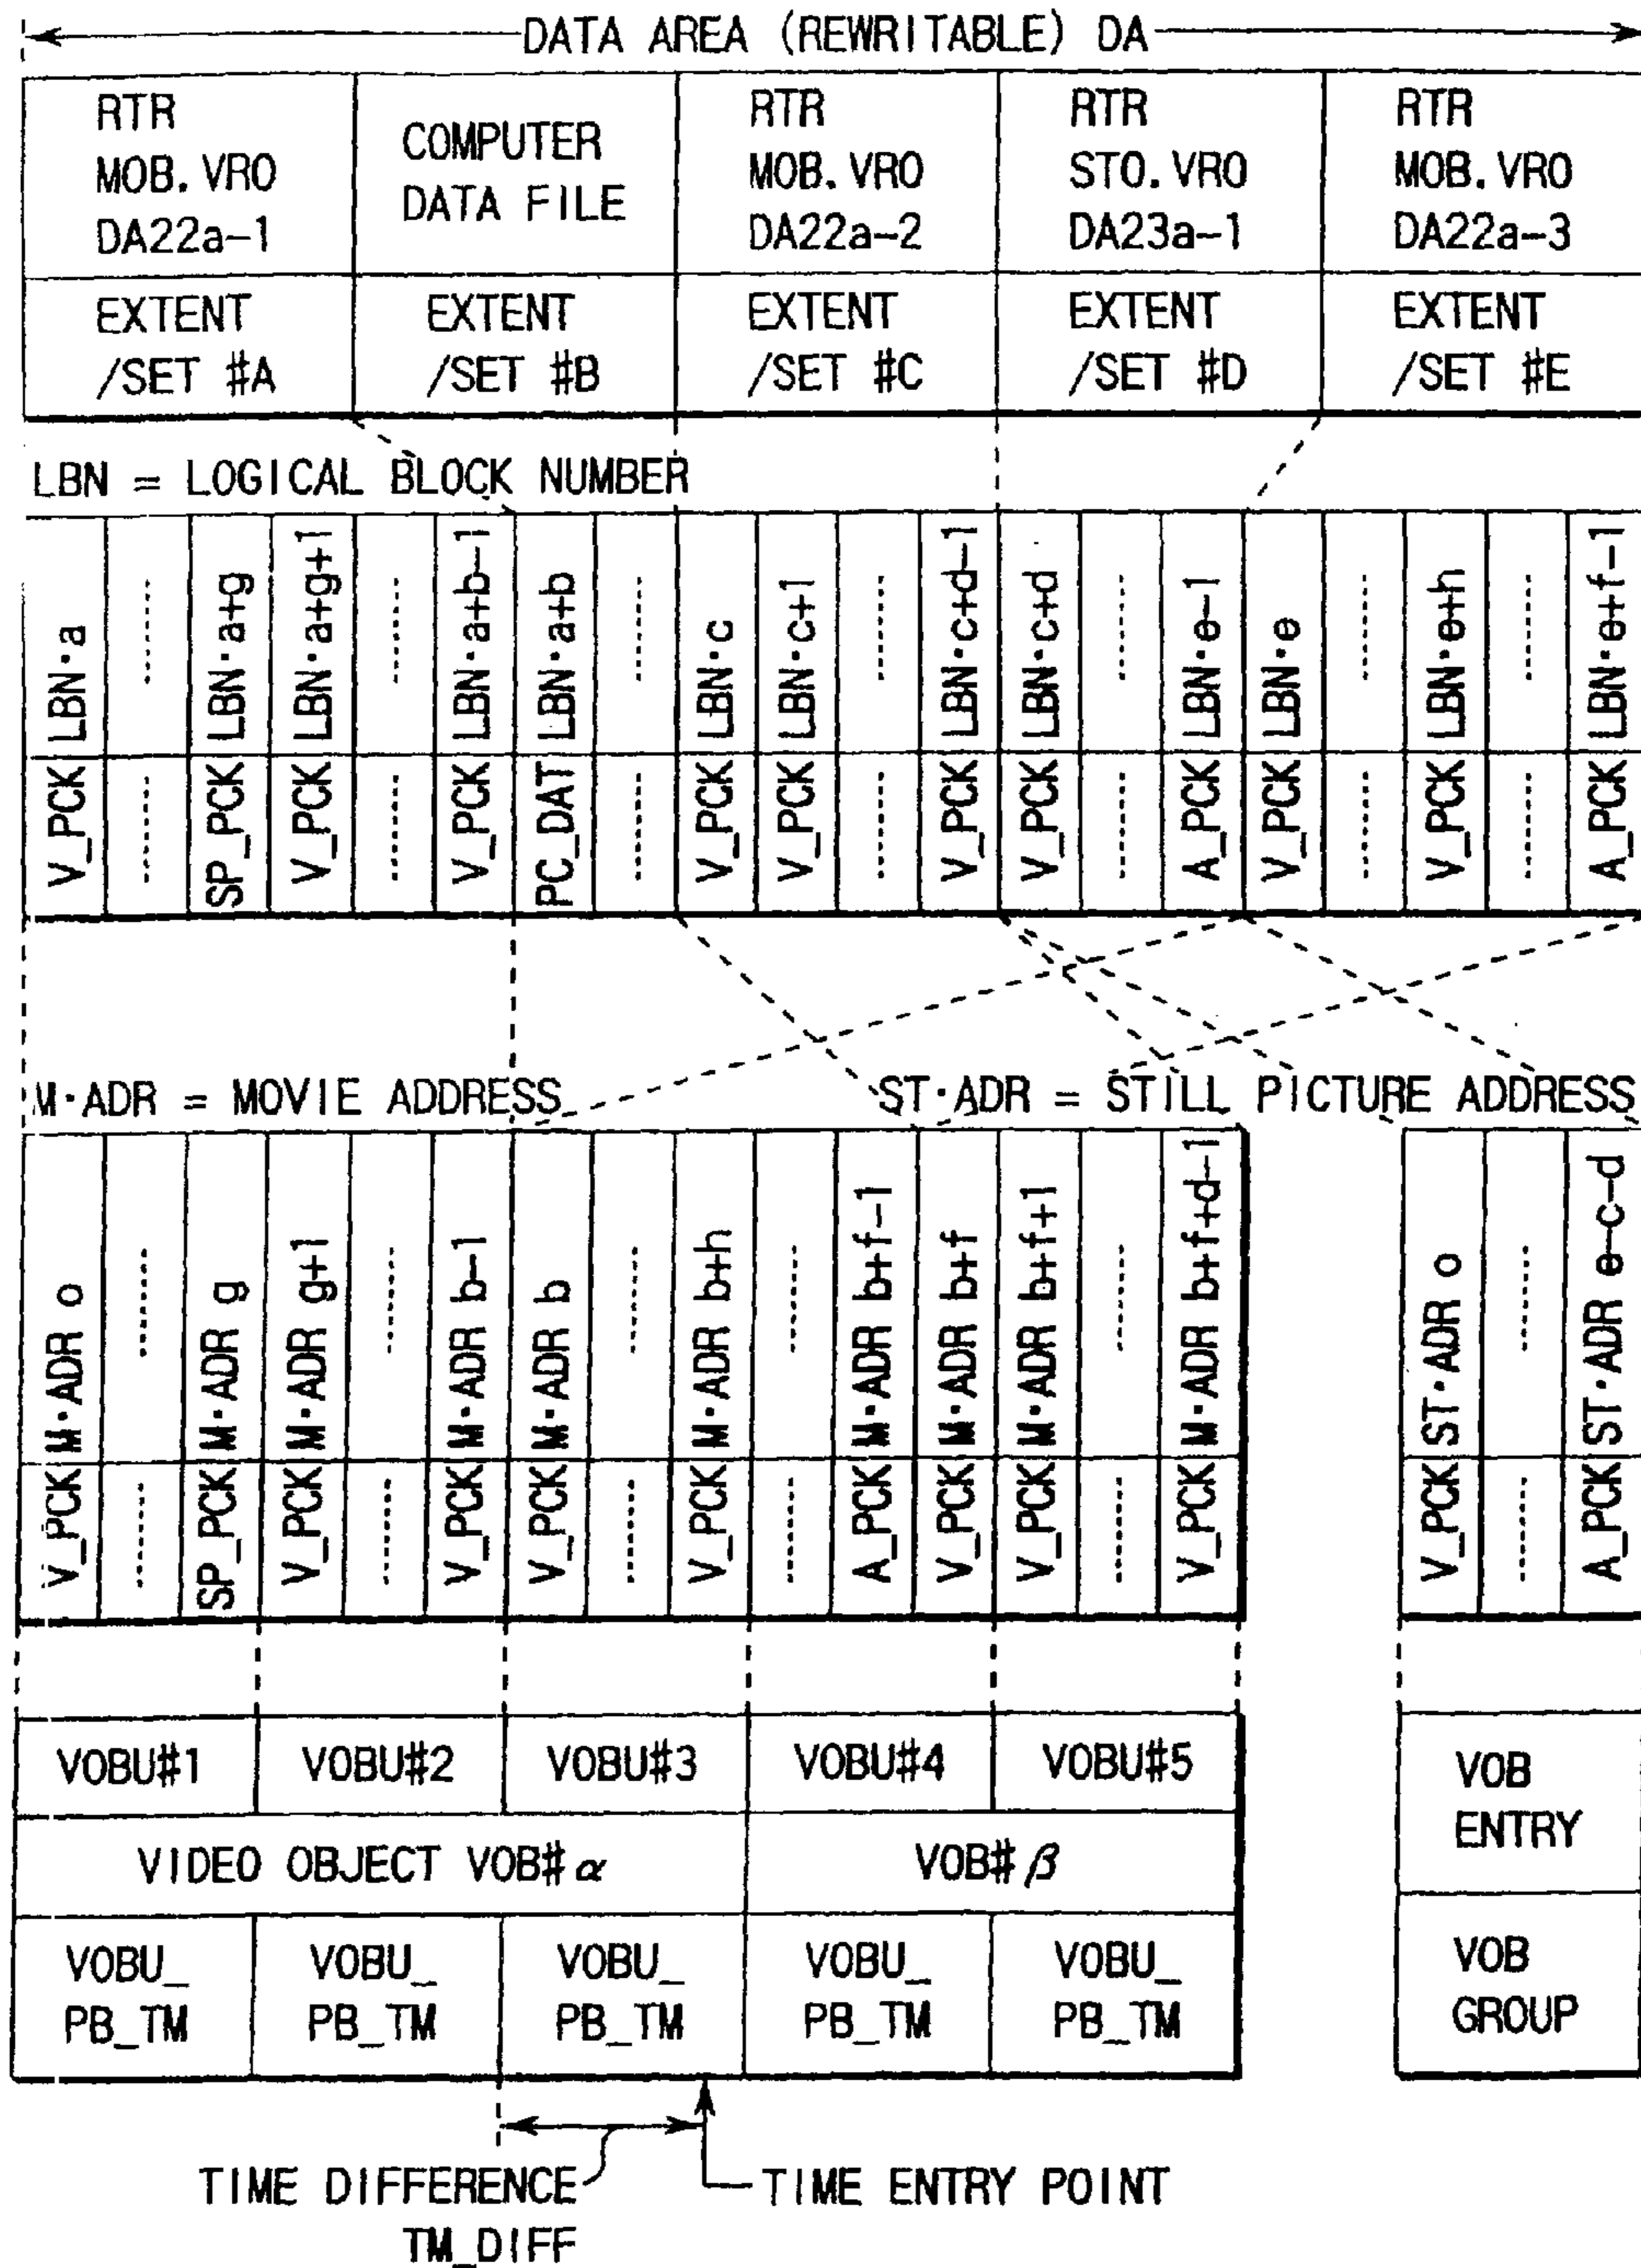 DATA AREA (REWRITABLE) DA
RTR
MOB.VRO
DA22a-1
COMPUTER
DATA FILE
RTR
MOB.VRO
DA22a-2
RTR
STO.VRO
DA23a-1
RTR
MOB.VRO
DA22a-3
EXTENT
/SET #A
EXTENT
/SET #B
EXTENT
/SET #C
EXTENT
/SET #D
EXTENT
/SET #E
LBN = LOGICAL BLOCK NUMBER
V_PCK LBN·a
SP_PCK LBN·a+g
V_PCK LBN·a+g+1
V_PCK LBN·a+b-1
PC_DAT LBN·a+b
V_PCK LBN·c
V_PCK LBN·c+1
V_PCK LBN·c+d-1
V_PCK LBN·c+d
A_PCK LBN·e-1
V_PCK LBN·e
V_PCK LBN·e+h
A_PCK LBN·e+f-1
M·ADR = MOVIE ADDRESS
ST·ADR = STILL PICTURE ADDRESS
V_PCK M·ADR o
SP_PCK M·ADR g
V_PCK M·ADR g+1
V_PCK M·ADR b-1
V_PCK M·ADR b
V_PCK M·ADR b+h
A_PCK M·ADR b+f-1
V_PCK M·ADR b+f
V_PCK M·ADR b+f+1
V_PCK M·ADR b+f+d-1
V_PCK ST·ADR o
A_PCK ST·ADR e-c-d
VOBU#1
VOBU#2
VOBU#3
VOBU#4
VOBU#5
VIDEO OBJECT VOB#α
VOB#β
VOBU_
PB_TM
VOBU_
PB_TM
VOBU_
PB_TM
VOBU_
PB_TM
VOBU_
PB_TM
VOB
ENTRY
VOB
GROUP
TIME DIFFERENCE
TM_DIFF
TIME ENTRY POINT